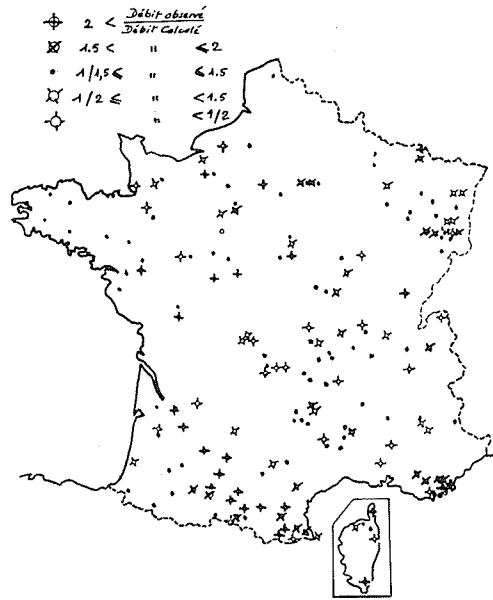 2 < Débit observé / Débit Calculé
1.5 < " ≤ 2
1/1,5 ≤ " ≤ 1.5
1/2 ≤ " < 1.5
" < 1/2